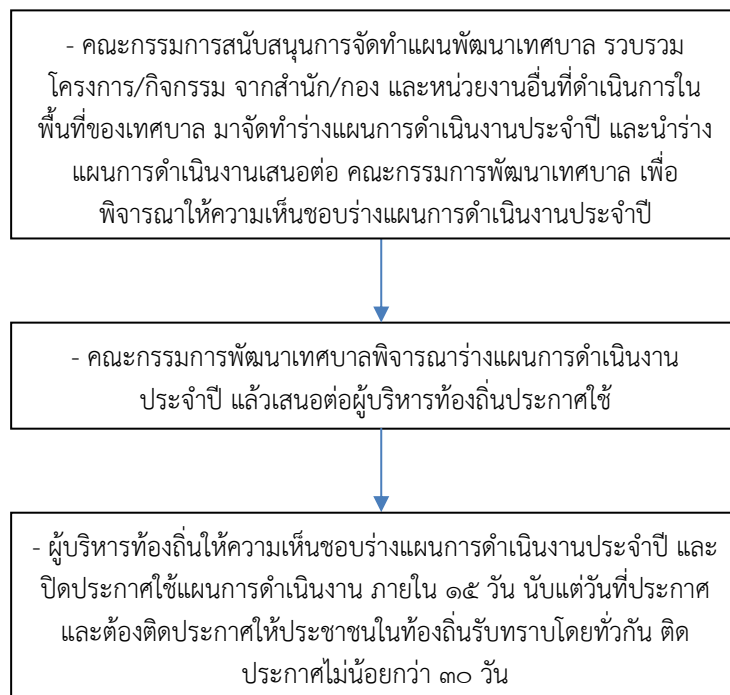 - คณะกรรมการสนับสนุนการจัดทำแผนพัฒนาเทศบาล รวบรวม
โครงการ/กิจกรรม จากสำนัก/กอง และหน่วยงานอื่นที่ดำเนินการใน
พื้นที่ของเทศบาล มาจัดทำร่างแผนการดำเนินงานประจำปี และนำร่าง
แผนการดำเนินงานเสนอต่อ คณะกรรมการพัฒนาเทศบาล เพื่อ
พิจารณาให้ความเห็นชอบร่างแผนการดำเนินงานประจำปี
- คณะกรรมการพัฒนาเทศบาลพิจารณาร่างแผนการดำเนินงาน
ประจำปี แล้วเสนอต่อผู้บริหารท้องถิ่นประกาศใช้
- ผู้บริหารท้องถิ่นให้ความเห็นชอบร่างแผนการดำเนินงานประจำปี และ
ปิดประกาศใช้แผนการดำเนินงาน ภายใน ๑๕ วัน นับแต่วันที่ประกาศ
และต้องติดประกาศให้ประชาชนในท้องถิ่นรับทราบโดยทั่วกัน ติด
ประกาศไม่น้อยกว่า ๓๐ วัน